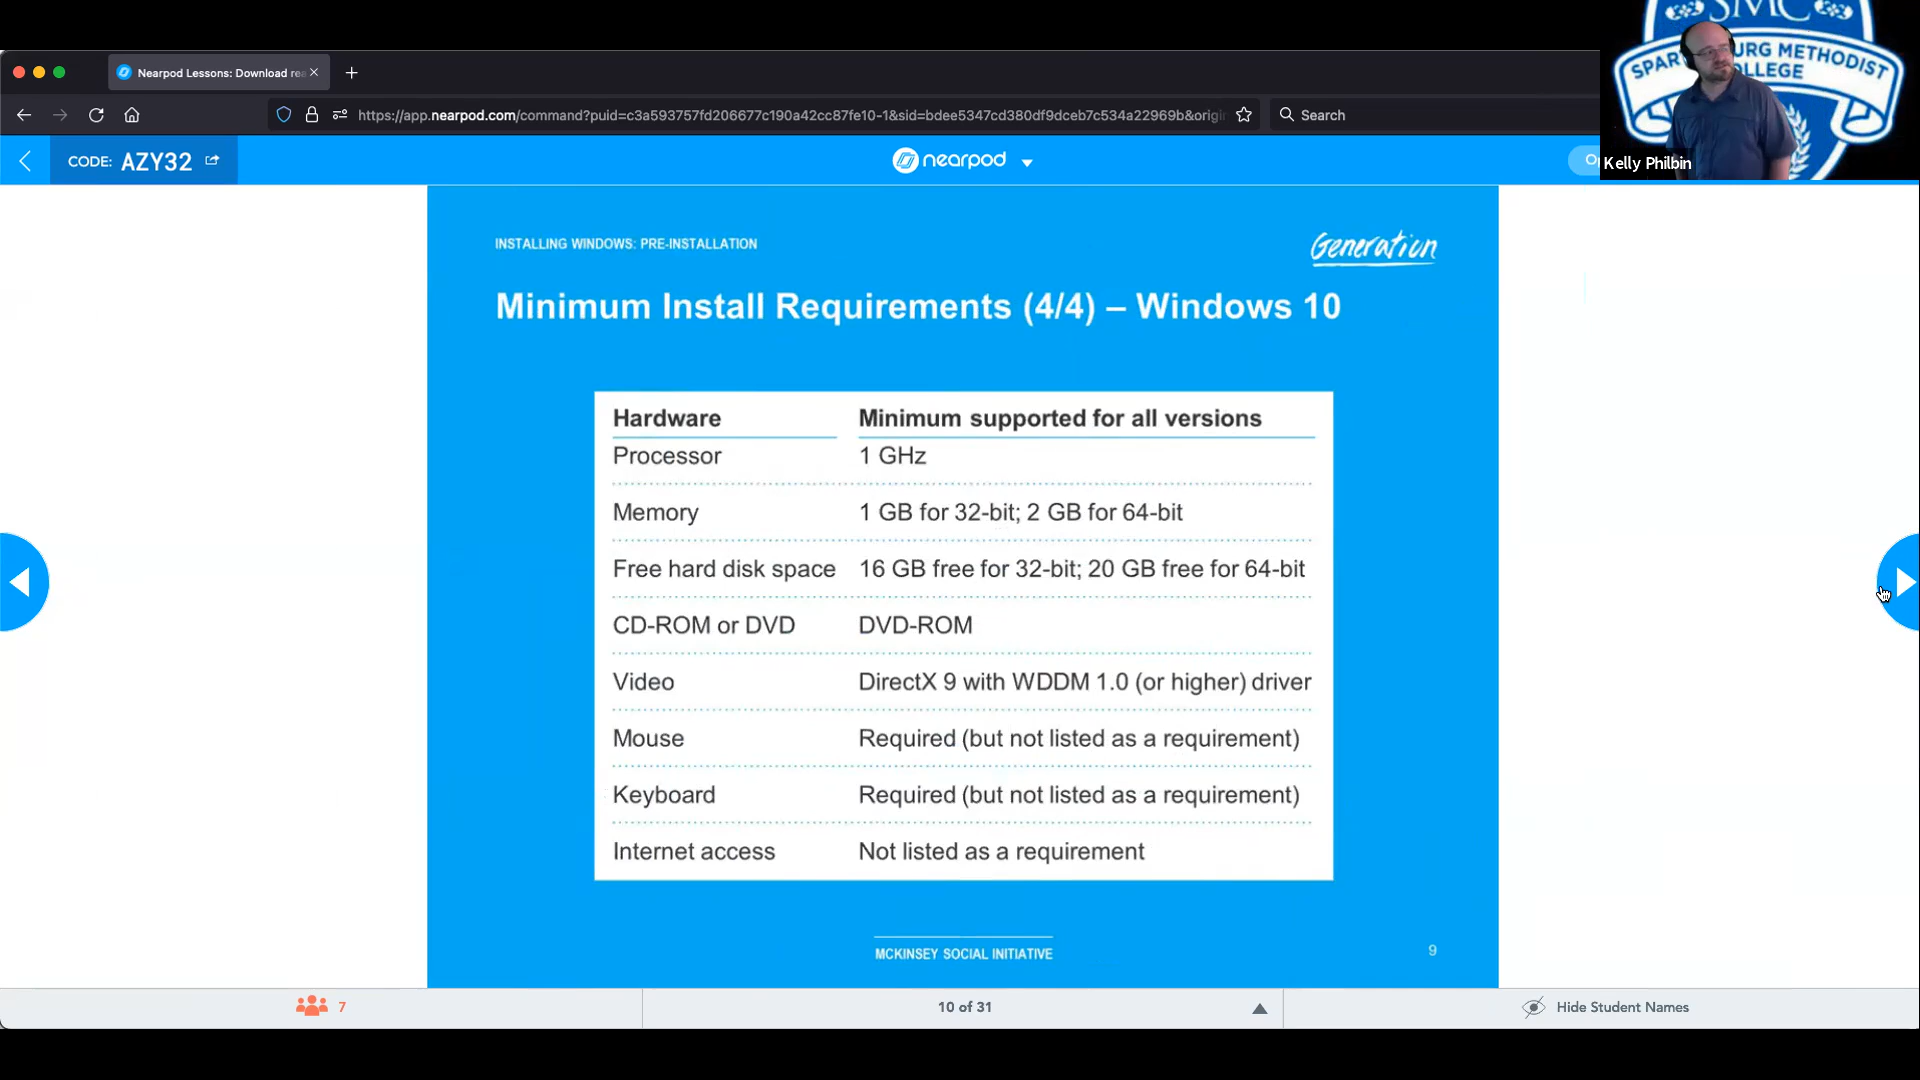 SMC
SPAR URG METHODIST
OLLEGE
Kelly Philbin
Nearpod Lessons: Download rea
https://app.nearpod.com/command?puid=c3a593757fd206677c190a42cc87fe10-1&sid=bdee5347cd380df9dceb7c534a22969b&origi
Search
CODE: AZY32
nearpod
INSTALLING WINDOWS: PRE-INSTALLATION
Generation
Minimum Install Requirements (4/4) – Windows 10
Hardware Minimum supported for all versions
Processor 1 GHz
Memory 1 GB for 32-bit; 2 GB for 64-bit
Free hard disk space 16 GB free for 32-bit; 20 GB free for 64-bit
CD-ROM or DVD DVD-ROM
Video DirectX 9 with WDDM 1.0 (or higher) driver
Mouse Required (but not listed as a requirement)
Keyboard Required (but not listed as a requirement)
Internet access Not listed as a requirement
MCKINSEY SOCIAL INITIATIVE
9
7
10 of 31
Hide Student Names